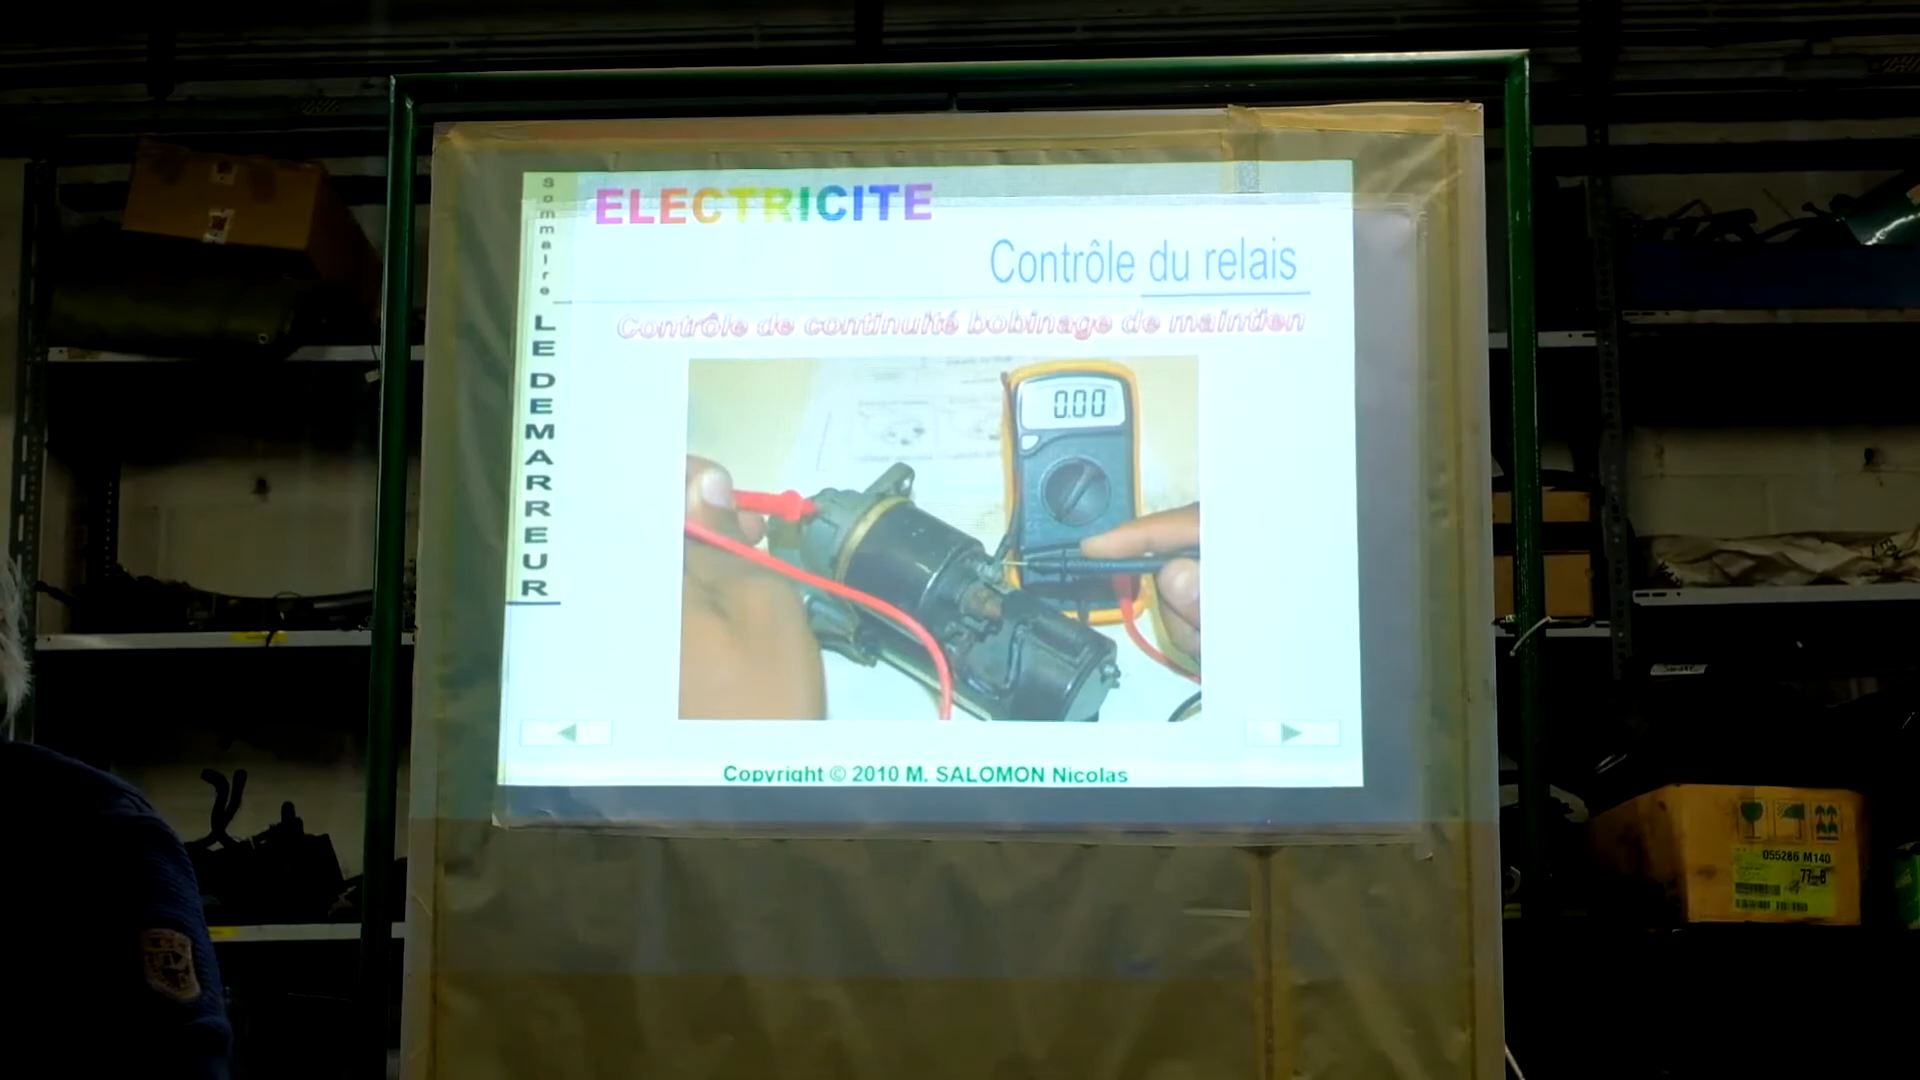 Sommaire
ELECTRICITE
Contrôle du relais
Contrôle de continuité bobinage de maintien
LE DEMARREUR
0.00
Copyright © 2010 M. SALOMON Nicolas
055286 M140